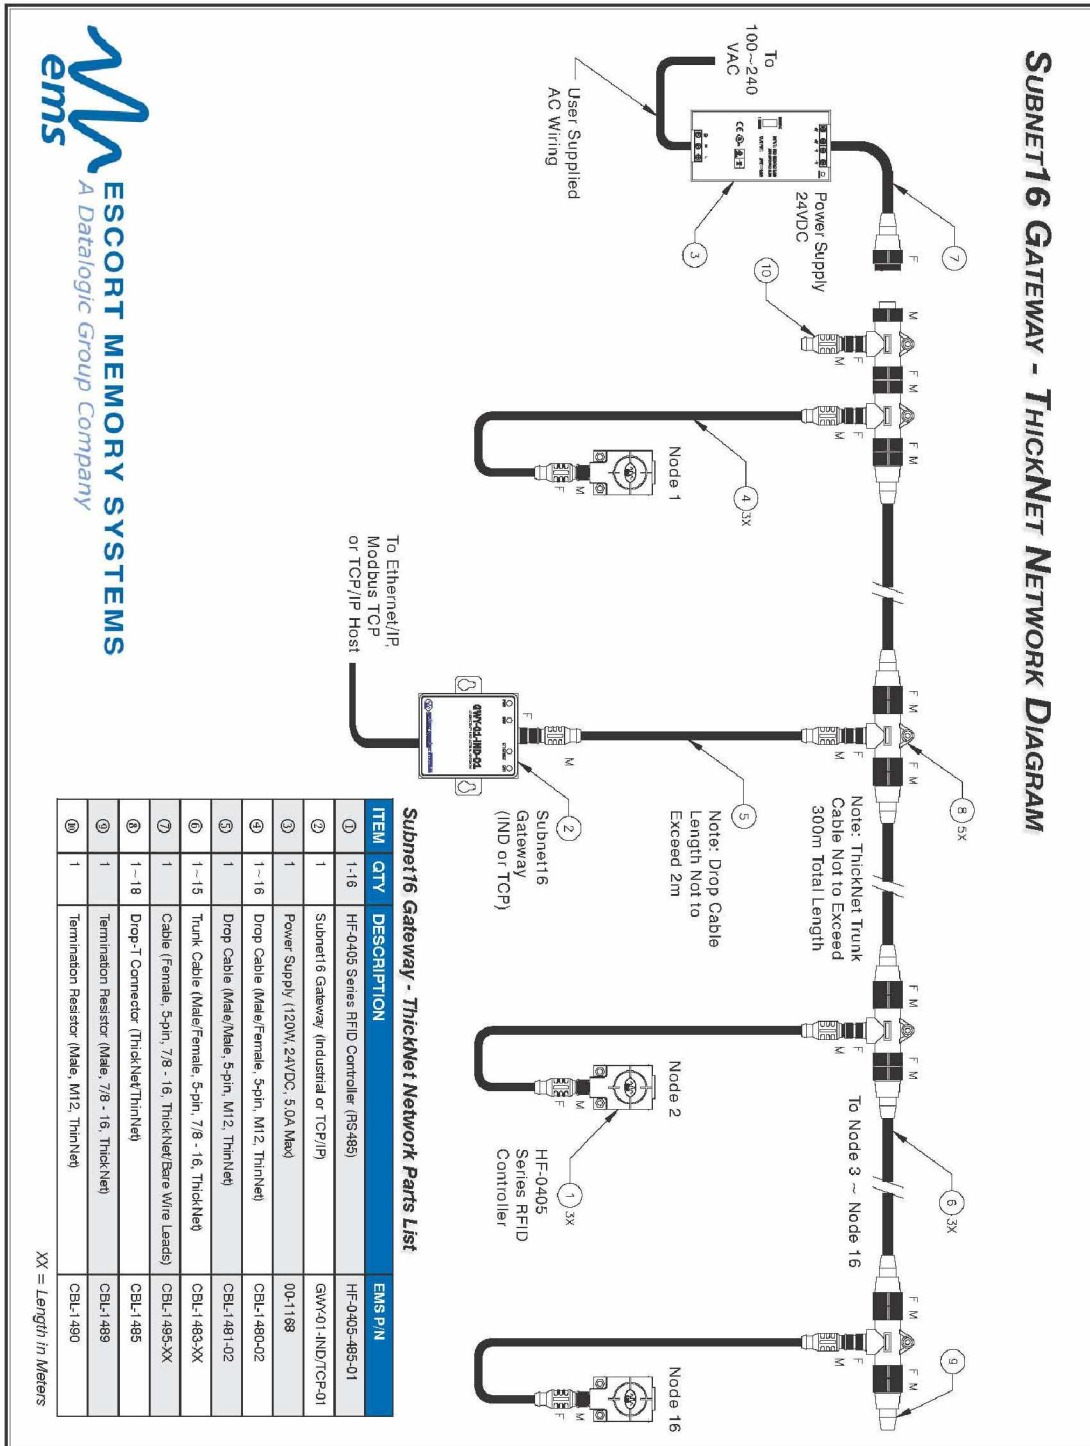 SUBNET16 GATEWAY - THICKNET NETWORK DIAGRAM
To
100~240
VAC
User Supplied
AC Wiring
Power Supply
24VDC
3
7
F
M
10
F
M
F
M
F
M
F
M
Node 1
F
M
4 3X
F
M
F
M
F
M
8 5X
Note: ThickNet Trunk
Cable Not to Exceed
300m Total Length
5
Note: Drop Cable
Length Not to
Exceed 2m
F
M
GWY-01-IND-01
2
Subnet16
Gateway
(IND or TCP)
To Ethernet/IP,
Modbus TCP
or TCP/IP Host
F
M
F
M
F
M
Node 2
F
M
1 3X
HF-0405
Series RFID
Controller
To Node 3 ~ Node 16
6 3X
F
M
F
M
F
M
9
Node 16
F
M
ems
ESCORT MEMORY SYSTEMS
A Datalogic Group Company
Subnet16 Gateway - ThickNet Network Parts List
ITEM QTY DESCRIPTION EMS P/N
① 1-16 HF-0405 Series RFID Controller (RS485) HF-0405-485-01
② 1 Subnet16 Gateway (Industrial or TCP/IP) GWY-01-IND/TCP-01
③ 1 Power Supply (120W, 24VDC, 5.0A Max) 00-1168
④ 1~16 Drop Cable (Male/Female, 5-pin, M12, ThinNet) CBL-1480-02
⑤ 1 Drop Cable (Male/Male, 5-pin, M12, ThinNet) CBL-1481-02
⑥ 1~15 Trunk Cable (Male/Female, 5-pin, 7/8 - 16, ThickNet) CBL-1483-XX
⑦ 1 Cable (Female, 5-pin, 7/8 - 16, ThickNet/Bare Wire Leads) CBL-1495-XX
⑧ 1~18 Drop-T Connector (ThickNet/ThinNet) CBL-1485
⑨ 1 Termination Resistor (Male, 7/8 - 16, ThickNet) CBL-1489
⑩ 1 Termination Resistor (Male, M12, ThinNet) CBL-1490
XX = Length in Meters